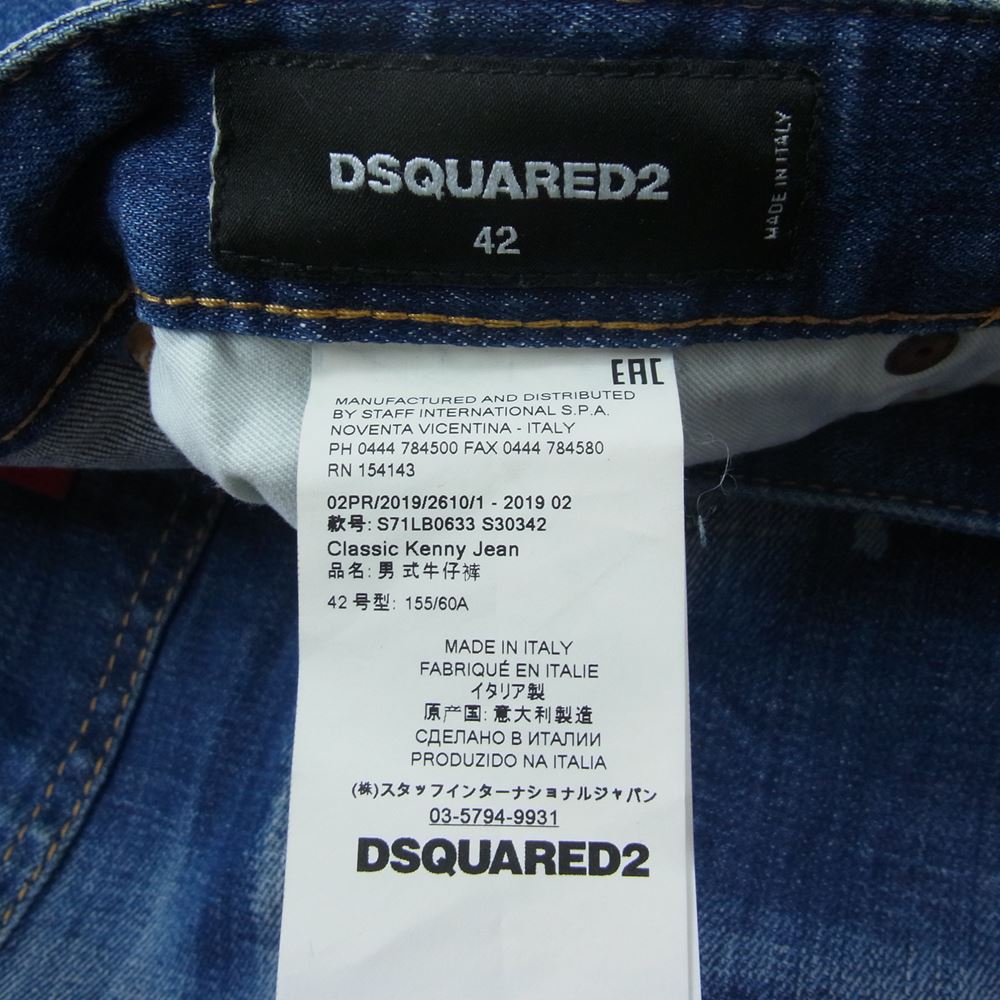 DSQUARED2
42
MADE IN ITALY
EAC
MANUFACTURED AND DISTRIBUTED
BY STAFF INTERNATIONAL S.P.A.
NOVENTA VICENTINA - ITALY
PH 0444 784500 FAX 0444 784580
RN 154143
02PR/2019/2610/1 - 2019 02
款号: S71LB0633 S30342
Classic Kenny Jean
品名: 男 式牛仔裤
42 号型: 155/60A
MADE IN ITALY
FABRIQUÉ EN ITALIE
イタリア製
原产国: 意大利製造
СДЕЛАНО В ИТАЛИИ
PRODUZIDO NA ITALIA
(株)スタッフインターナショナルジャパン
03-5794-9931
DSQUARED2